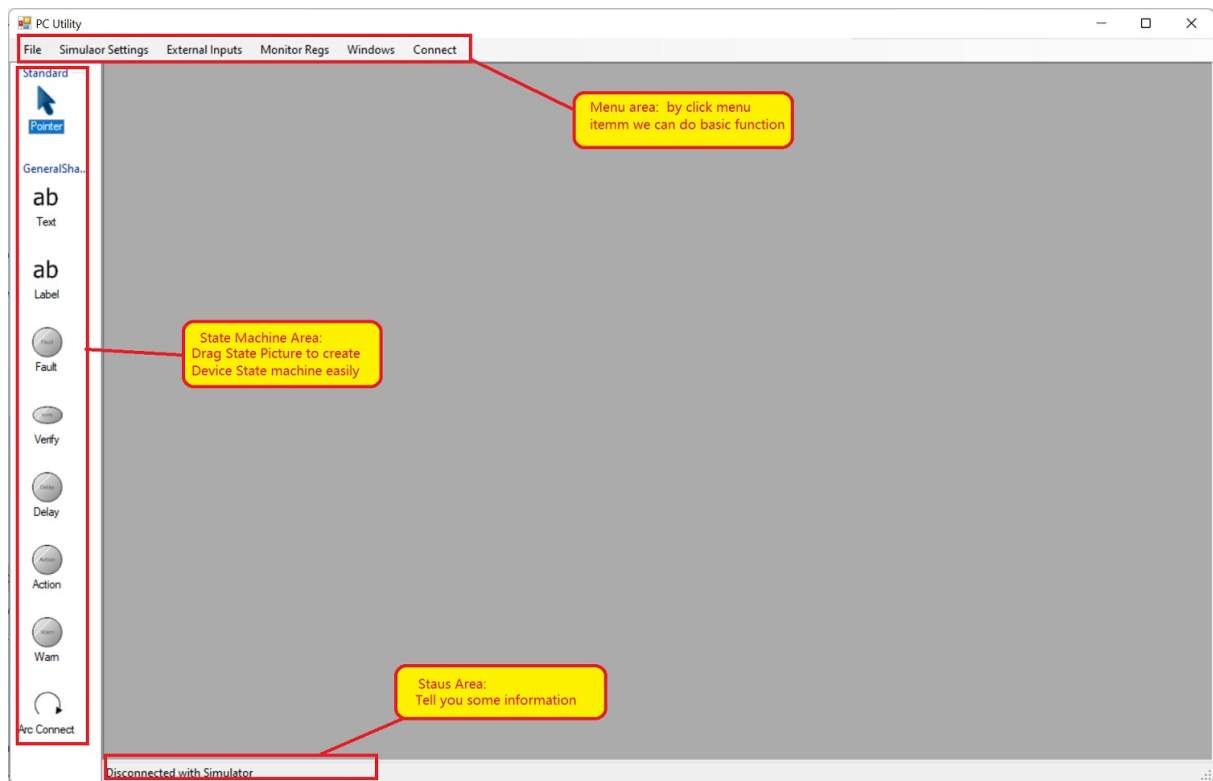 PC Utility
File Simulaor Settings External Inputs Monitor Regs Windows Connect
Standard
Pointer
GeneralSha..
ab
Text
ab
Label
Fault
Fault
Verify
Delay
Delay
Action
Action
Warn
Warn
Arc Connect
Menu area: by click menu
itemm we can do basic function
State Machine Area:
Drag State Picture to create
Device State machine easily
Staus Area:
Tell you some information
Disconnected with Simulator